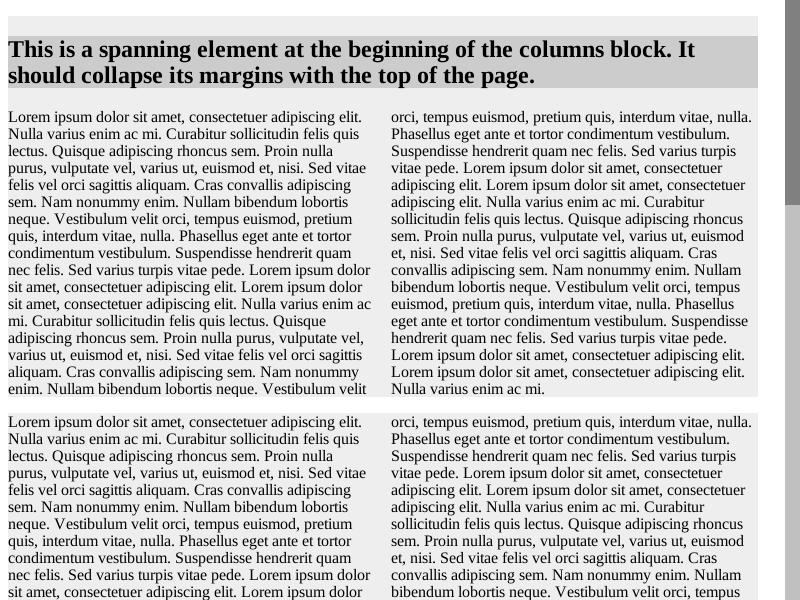 This is a spanning element at the beginning of the columns block. It
should collapse its margins with the top of the page.
Lorem ipsum dolor sit amet, consectetuer adipiscing elit.
Nulla varius enim ac mi. Curabitur sollicitudin felis quis
lectus. Quisque adipiscing rhoncus sem. Proin nulla
purus, vulputate vel, varius ut, euismod et, nisi. Sed vitae
felis vel orci sagittis aliquam. Cras convallis adipiscing
sem. Nam nonummy enim. Nullam bibendum lobortis
neque. Vestibulum velit orci, tempus euismod, pretium
quis, interdum vitae, nulla. Phasellus eget ante et tortor
condimentum vestibulum. Suspendisse hendrerit quam
nec felis. Sed varius turpis vitae pede. Lorem ipsum dolor
sit amet, consectetuer adipiscing elit. Lorem ipsum dolor
sit amet, consectetuer adipiscing elit. Nulla varius enim ac
mi. Curabitur sollicitudin felis quis lectus. Quisque
adipiscing rhoncus sem. Proin nulla purus, vulputate vel,
varius ut, euismod et, nisi. Sed vitae felis vel orci sagittis
aliquam. Cras convallis adipiscing sem. Nam nonummy
enim. Nullam bibendum lobortis neque. Vestibulum velit
orci, tempus euismod, pretium quis, interdum vitae, nulla.
Phasellus eget ante et tortor condimentum vestibulum.
Suspendisse hendrerit quam nec felis. Sed varius turpis
vitae pede. Lorem ipsum dolor sit amet, consectetuer
adipiscing elit. Lorem ipsum dolor sit amet, consectetuer
adipiscing elit. Nulla varius enim ac mi. Curabitur
sollicitudin felis quis lectus. Quisque adipiscing rhoncus
sem. Proin nulla purus, vulputate vel, varius ut, euismod
et, nisi. Sed vitae felis vel orci sagittis aliquam. Cras
convallis adipiscing sem. Nam nonummy enim. Nullam
bibendum lobortis neque. Vestibulum velit orci, tempus
euismod, pretium quis, interdum vitae, nulla. Phasellus
eget ante et tortor condimentum vestibulum. Suspendisse
hendrerit quam nec felis. Sed varius turpis vitae pede.
Lorem ipsum dolor sit amet, consectetuer adipiscing elit.
Lorem ipsum dolor sit amet, consectetuer adipiscing elit.
Nulla varius enim ac mi.
Lorem ipsum dolor sit amet, consectetuer adipiscing elit.
Nulla varius enim ac mi. Curabitur sollicitudin felis quis
lectus. Quisque adipiscing rhoncus sem. Proin nulla
purus, vulputate vel, varius ut, euismod et, nisi. Sed vitae
felis vel orci sagittis aliquam. Cras convallis adipiscing
sem. Nam nonummy enim. Nullam bibendum lobortis
neque. Vestibulum velit orci, tempus euismod, pretium
quis, interdum vitae, nulla. Phasellus eget ante et tortor
condimentum vestibulum. Suspendisse hendrerit quam
nec felis. Sed varius turpis vitae pede. Lorem ipsum dolor
sit amet, consectetuer adipiscing elit. Lorem ipsum dolor
orci, tempus euismod, pretium quis, interdum vitae, nulla.
Phasellus eget ante et tortor condimentum vestibulum.
Suspendisse hendrerit quam nec felis. Sed varius turpis
vitae pede. Lorem ipsum dolor sit amet, consectetuer
adipiscing elit. Lorem ipsum dolor sit amet, consectetuer
adipiscing elit. Nulla varius enim ac mi. Curabitur
sollicitudin felis quis lectus. Quisque adipiscing rhoncus
sem. Proin nulla purus, vulputate vel, varius ut, euismod
et, nisi. Sed vitae felis vel orci sagittis aliquam. Cras
convallis adipiscing sem. Nam nonummy enim. Nullam
bibendum lobortis neque. Vestibulum velit orci, tempus